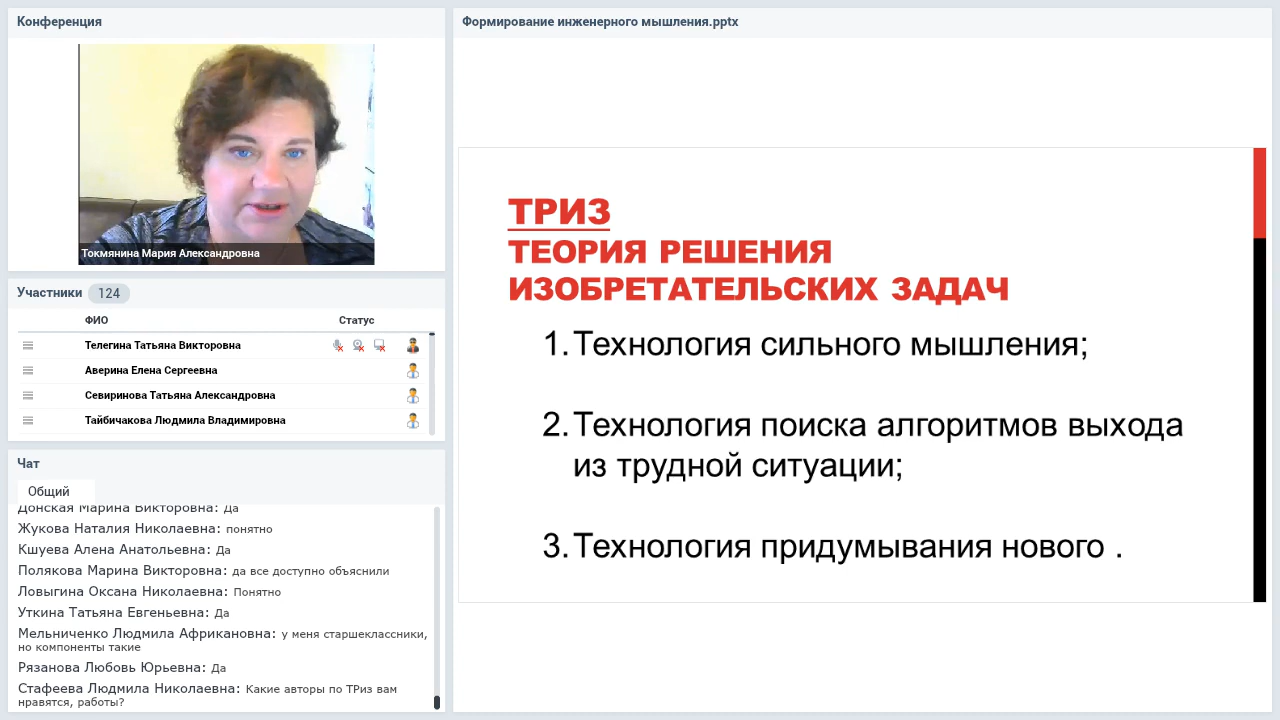 Конференция
Токмянина Мария Александровна
Участники 124
ФИО Статус
Телегина Татьяна Викторовна
Аверина Елена Сергеевна
Севиринова Татьяна Александровна
Тайбичакова Людмила Владимировна
Чат
Общий
Донская Марина Викторовна: Да
Жукова Наталия Николаевна: понятно
Кшуева Алена Анатольевна: Да
Полякова Марина Викторовна: да все доступно объяснили
Ловыгина Оксана Николаевна: Понятно
Уткина Татьяна Евгеньевна: Да
Мельниченко Людмила Африкановна: у меня старшеклассники,
но компоненты такие
Рязанова Любовь Юрьевна: Да
Стафеева Людмила Николаевна: Какие авторы по ТРиз вам
нравятся, работы?
Формирование инженерного мышления.pptx
ТРИЗ
ТЕОРИЯ РЕШЕНИЯ
ИЗОБРЕТАТЕЛЬСКИХ ЗАДАЧ
1. Технология сильного мышления;
2. Технология поиска алгоритмов выхода
из трудной ситуации;
3. Технология придумывания нового .